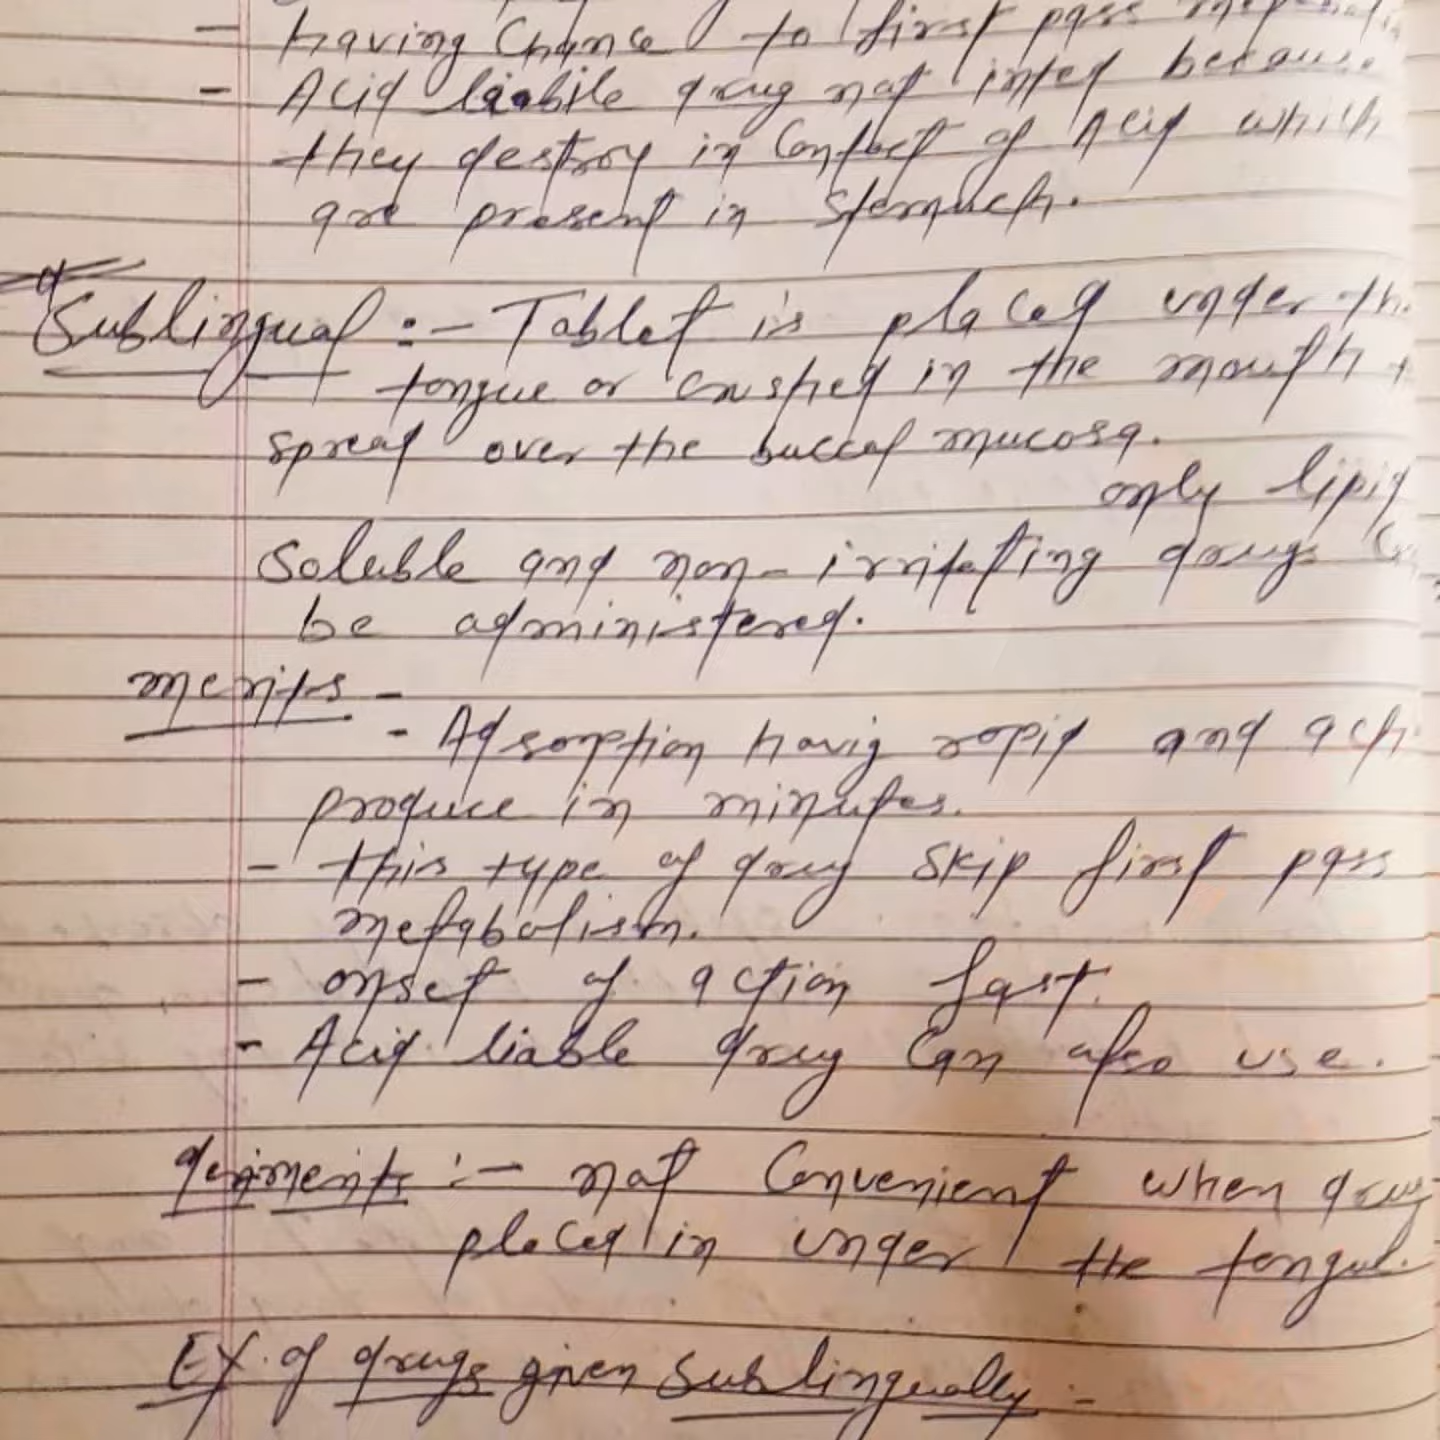 - having Chance to first pass
- Acid liabile drug not inted because
they destroy in Contact of Acid which
are present in stomuch.
Sublingual :- Tablet is placed under the
tongue or crushed in the mouth
spread over the buccal mucosa.
only lipid
Soluble and non-irritating drugs
be administered.
merits -
- Adsorption havig rapid and
produce in minutes.
- this type of drug skip first pass
metabolism.
- onset of action fast.
- Acid liable drug Can also use.
demerits :- not Convenient when drug
placed in under the tongue.
Ex. of drugs given Sublingually :-